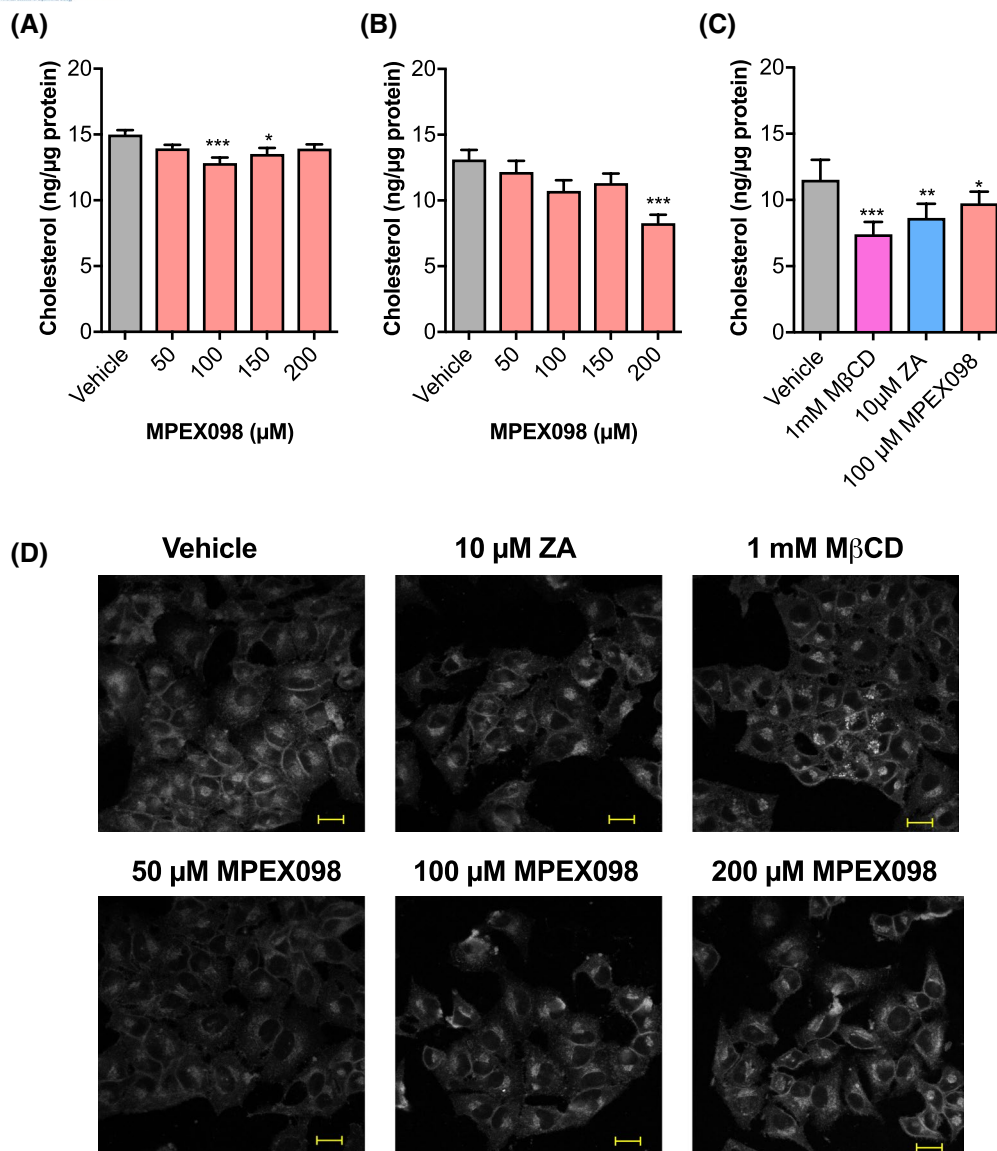 (A)
Cholesterol (ng/µg protein)
20
15
10
5
0
***
*
Vehicle
50
100
150
200
MPEX098 (µM)
(B)
Cholesterol (ng/µg protein)
20
15
10
5
0
***
Vehicle
50
100
150
200
MPEX098 (µM)
(C)
Cholesterol (ng/µg protein)
20
15
10
5
0
***
**
*
Vehicle
1mM MβCD
10µM ZA
100 µM MPEX098
(D)
Vehicle
10 µM ZA
1 mM MβCD
50 µM MPEX098
100 µM MPEX098
200 µM MPEX098